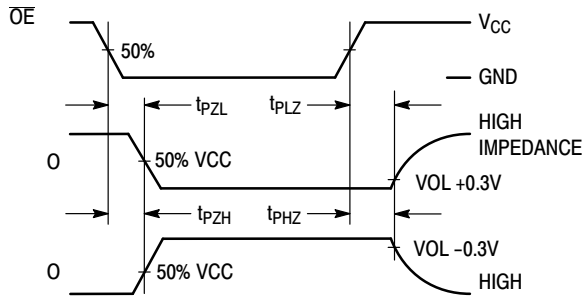 OE
VCC
50%
GND
tPZL
tPLZ
HIGH
IMPEDANCE
O
50% VCC
VOL +0.3V
tPZH
tPHZ
VOL −0.3V
O
50% VCC
HIGH